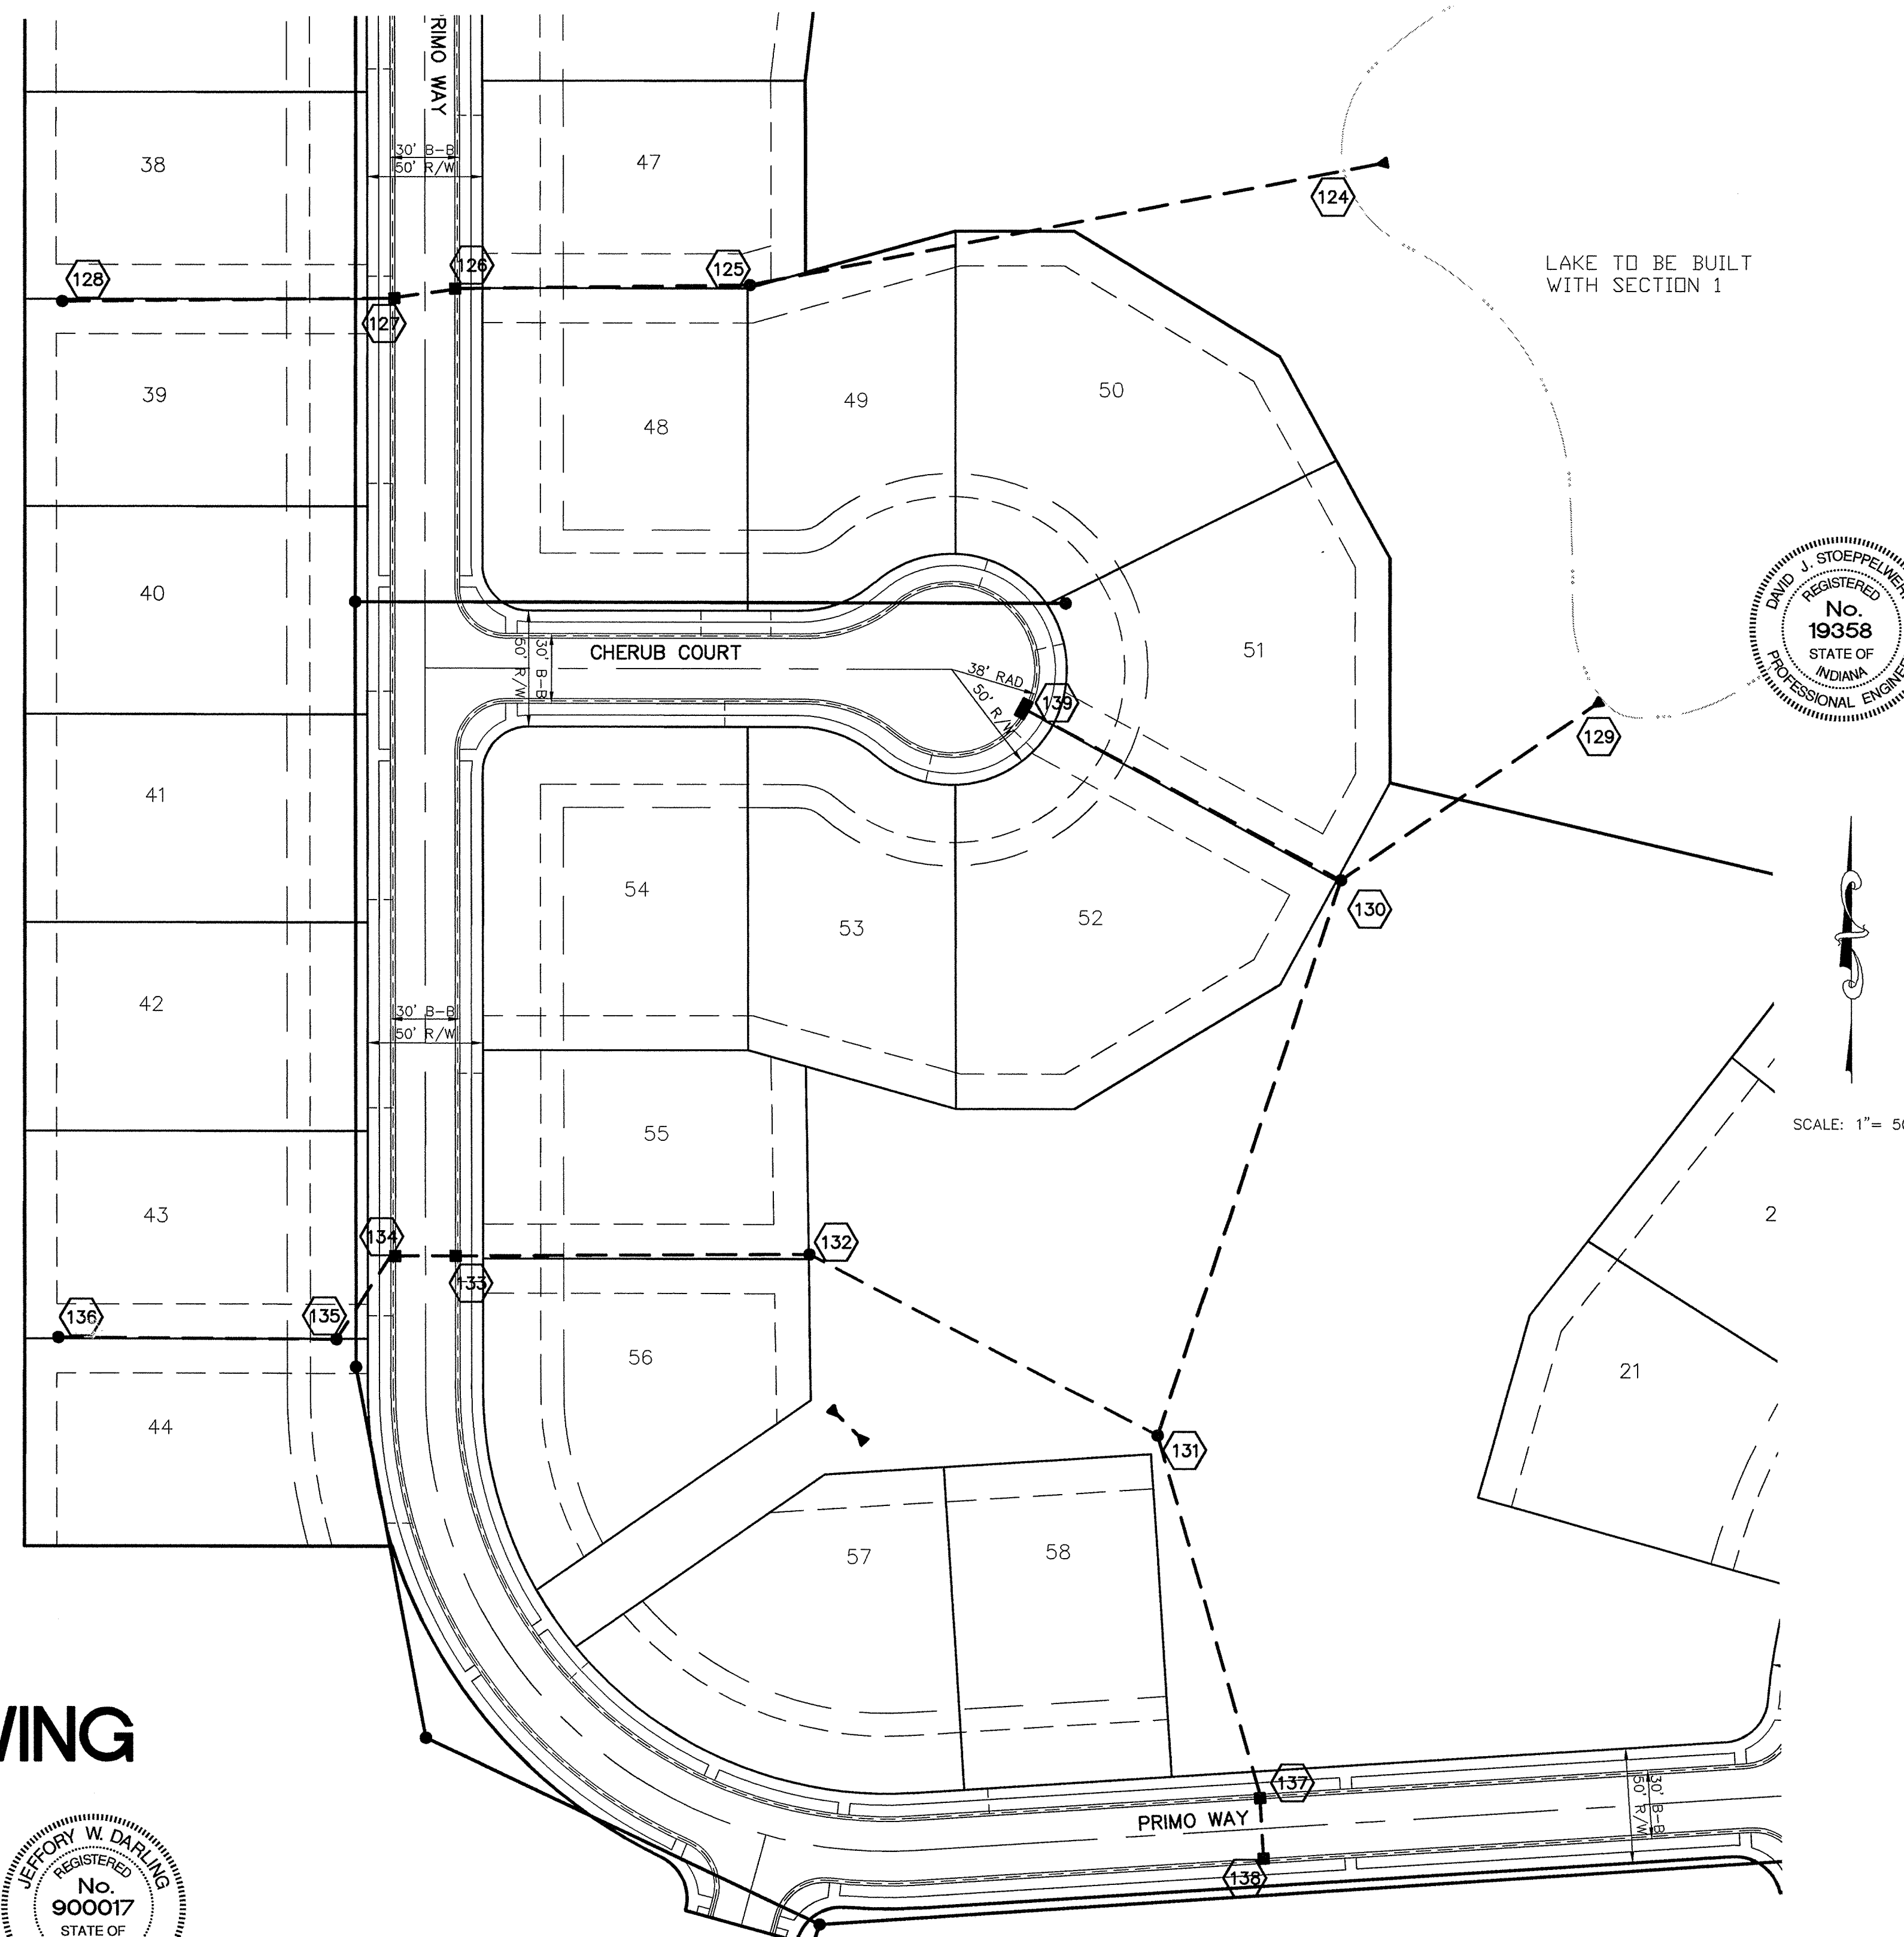 RIMO WAY
38
30' B-B
50' R/W
47
124
126
125
128
127
LAKE TO BE BUILT
WITH SECTION 1
39
50
49
48
40
DAVID J. STOEPPELWER
REGISTERED
No.
19358
STATE OF
INDIANA
PROFESSIONAL ENGINE
CHERUB COURT
30' B-B
50' R/W
51
38' RAD
50' R/W
139
129
41
54
130
53
52
42
30' B-B
50' R/W
SCALE: 1"= 5
55
43
2
134
132
133
136
135
56
21
44
131
57
58
WING
137
30' B-B
50' R/W
PRIMO WAY
138
JEFFORY W. DARLING
REGISTERED
No.
900017
STATE OF